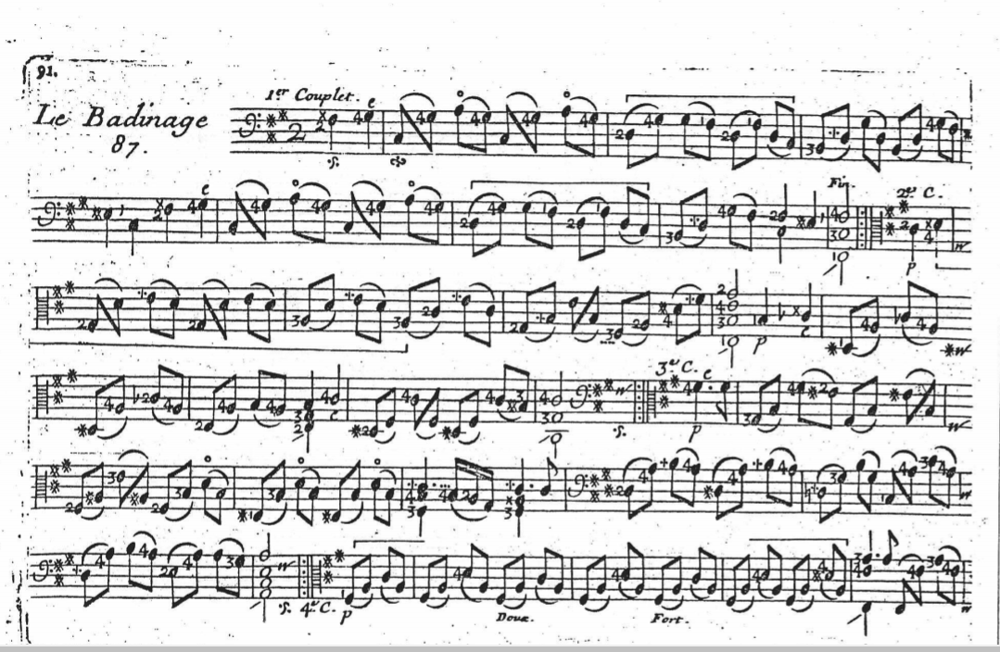 91.
1er Couplet.
Le Badinage
87.
Fin.
2e C.
p
p
3e C.
p
4e C.
p
Doux.
Fort.